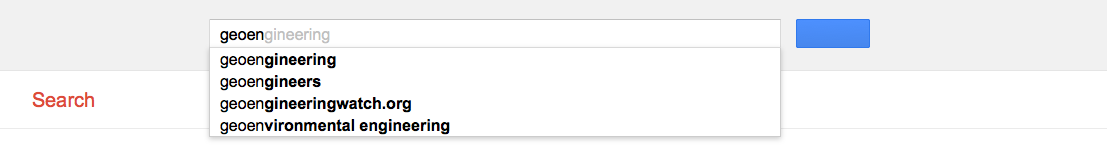 geoengineering
geoengineering
geoengineers
geoengineeringwatch.org
geoenvironmental engineering
Search